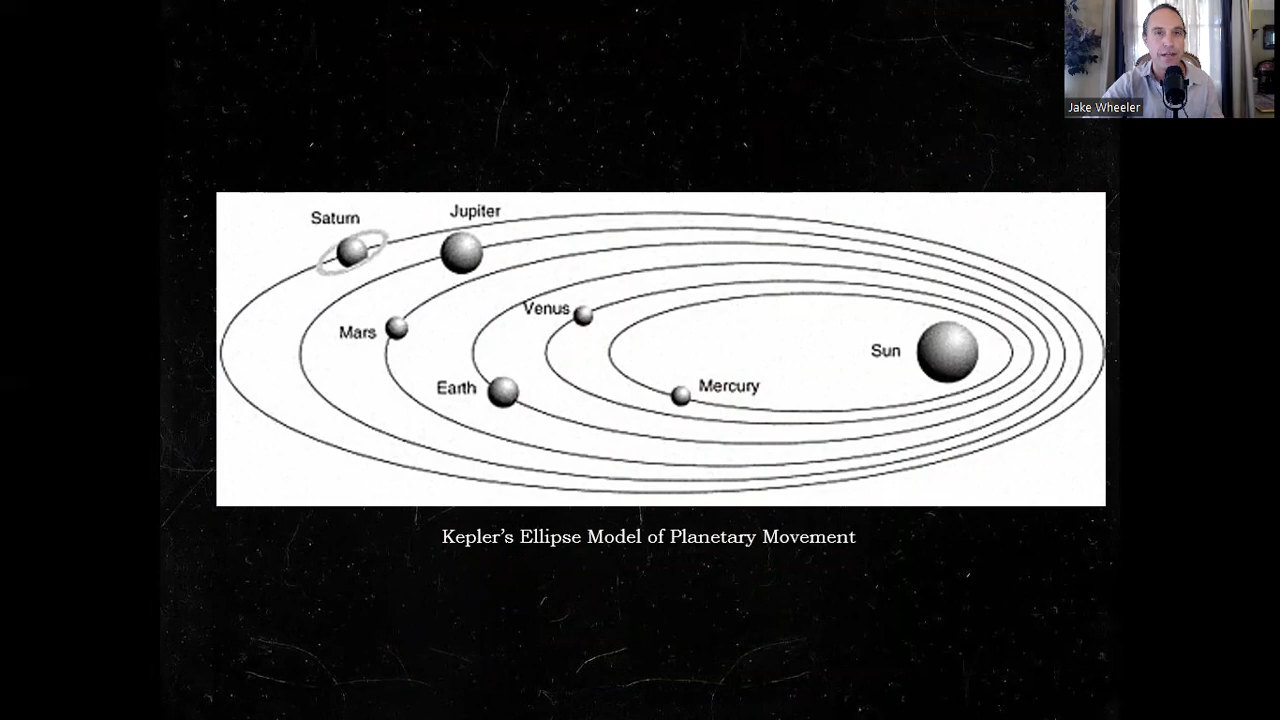 Jake Wheeler
Saturn
Jupiter
Venus
Mars
Sun
Earth
Mercury
Kepler’s Ellipse Model of Planetary Movement